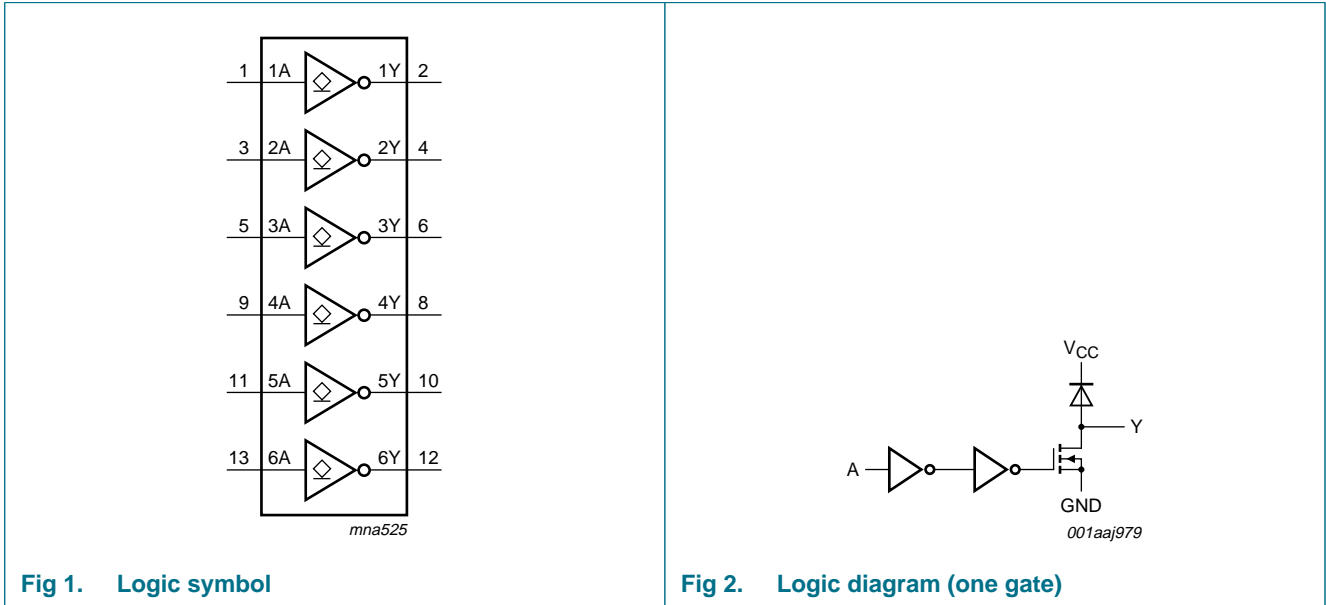 1 1A 1Y 2
3 2A 2Y 4
5 3A 3Y 6
9 4A 4Y 8
11 5A 5Y 10
13 6A 6Y 12
mna525
Fig 1. Logic symbol
VCC
Y
A
GND
001aaj979
Fig 2. Logic diagram (one gate)